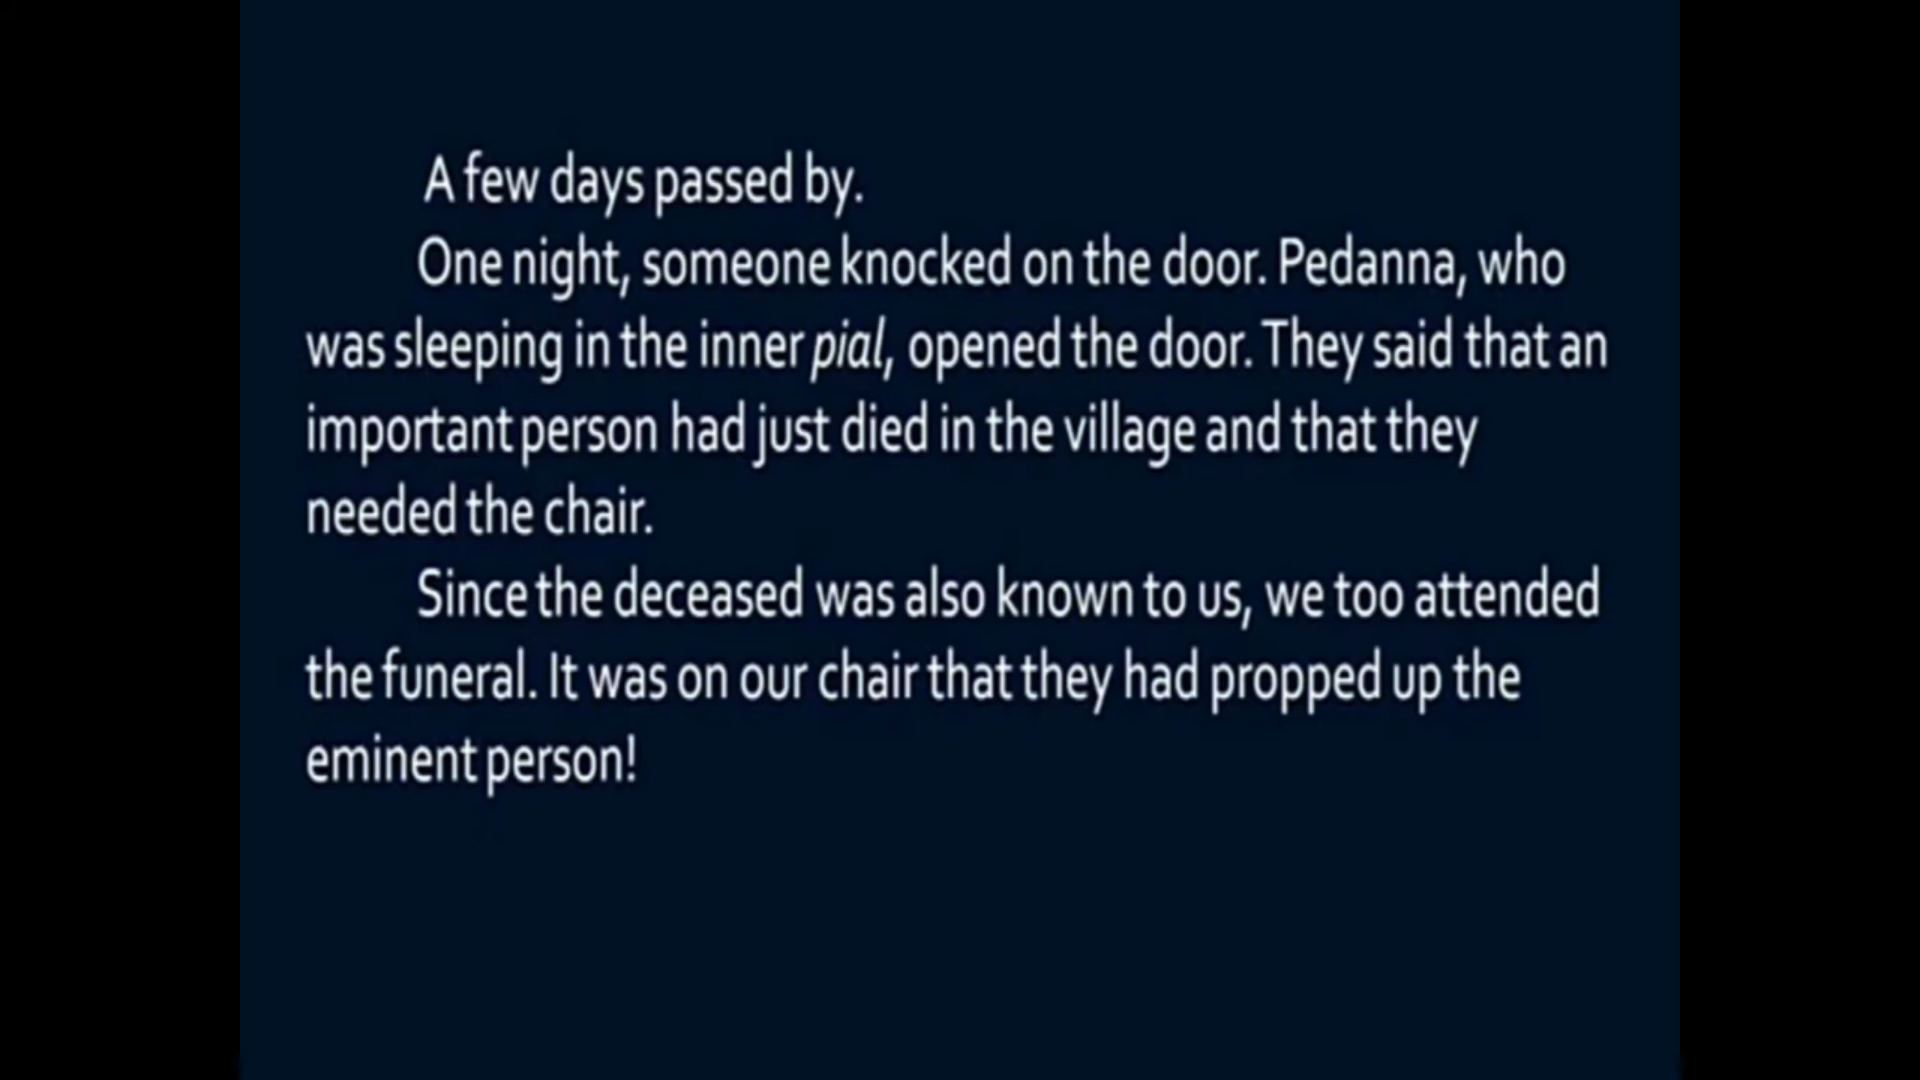 A few days passed by.
One night, someone knocked on the door. Pedanna, who
was sleeping in the inner pial, opened the door. They said that an
important person had just died in the village and that they
needed the chair.
Since the deceased was also known to us, we too attended
the funeral. It was on our chair that they had propped up the
eminent person!